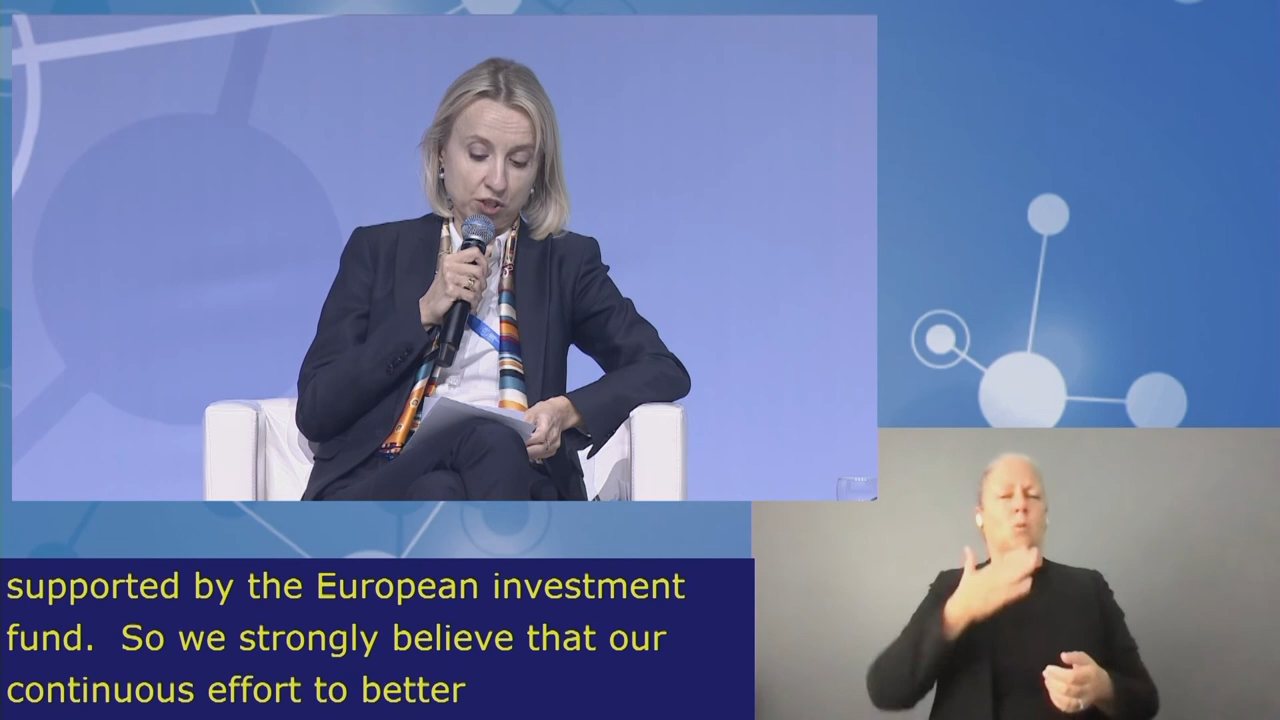 supported by the European investment
fund.  So we strongly believe that our
continuous effort to better